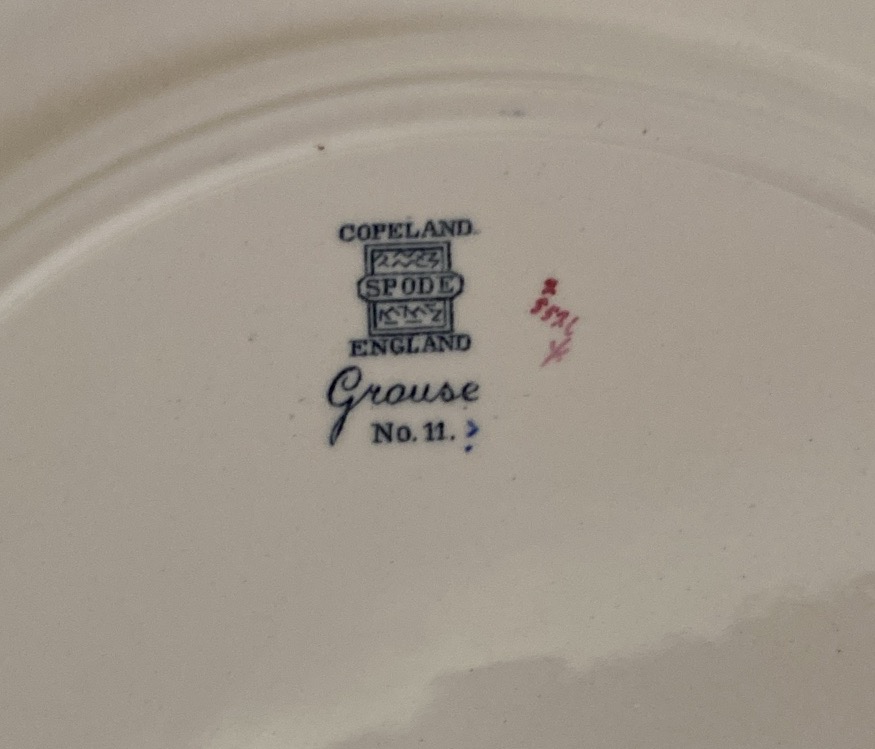 COPELAND
SPODE
ENGLAND
Grouse
No. 11.